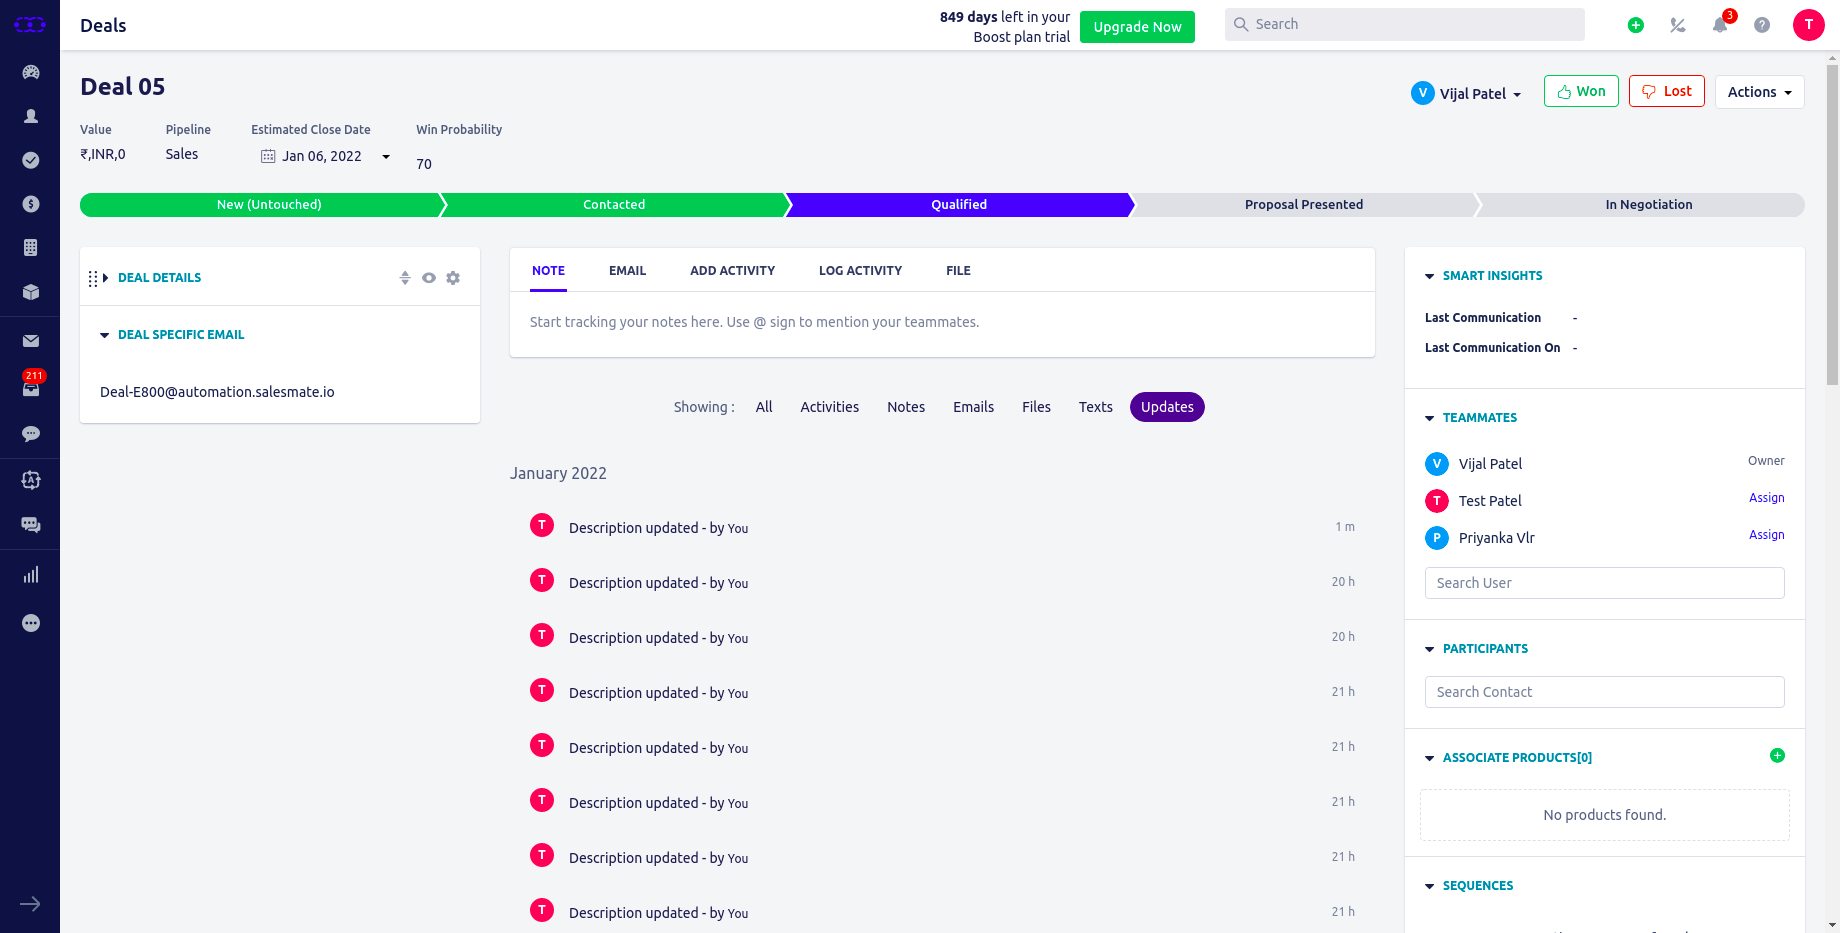 Deals
849 days left in your
Boost plan trial
Upgrade Now
Search
3
T
Deal 05
V Vijal Patel
Won
Lost
Actions
Value
Pipeline
Estimated Close Date
Win Probability
₹,INR,0
Sales
Jan 06, 2022
70
New (Untouched)
Contacted
Qualified
Proposal Presented
In Negotiation
211
DEAL DETAILS
DEAL SPECIFIC EMAIL
Deal-E800@automation.salesmate.io
NOTE
EMAIL
ADD ACTIVITY
LOG ACTIVITY
FILE
Start tracking your notes here. Use @ sign to mention your teammates.
Showing :
All
Activities
Notes
Emails
Files
Texts
Updates
January 2022
T Description updated - by You 1 m
T Description updated - by You 20 h
T Description updated - by You 20 h
T Description updated - by You 21 h
T Description updated - by You 21 h
T Description updated - by You 21 h
T Description updated - by You 21 h
T Description updated - by You 21 h
SMART INSIGHTS
Last Communication -
Last Communication On -
TEAMMATES
V Vijal Patel Owner
T Test Patel Assign
P Priyanka Vlr Assign
Search User
PARTICIPANTS
Search Contact
ASSOCIATE PRODUCTS[0]
No products found.
SEQUENCES